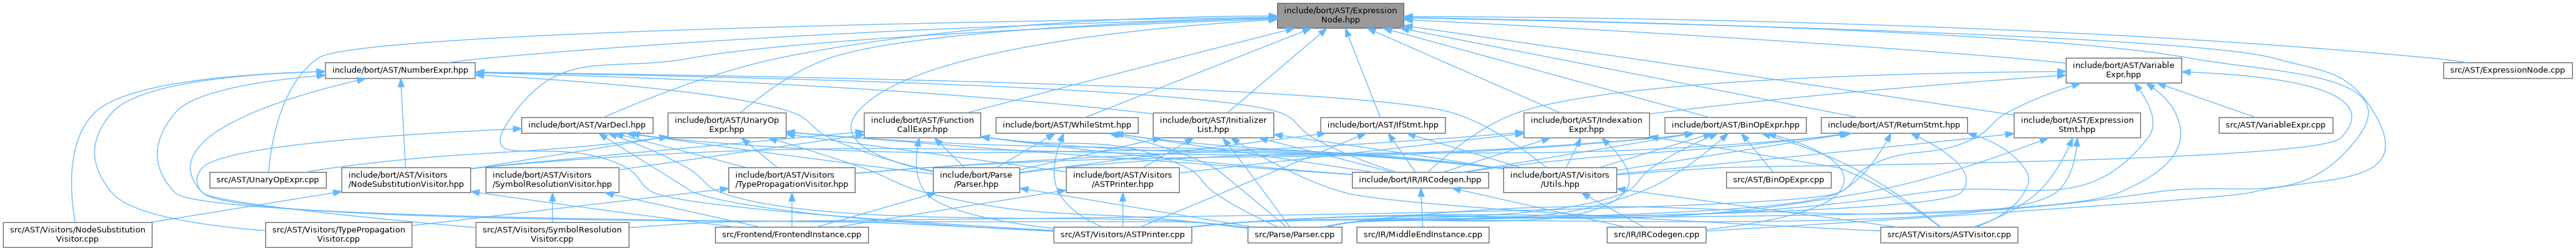 include/bort/AST/Expression
Node.hpp
include/bort/AST/NumberExpr.hpp
include/bort/AST/Variable
Expr.hpp
src/AST/ExpressionNode.cpp
include/bort/AST/VarDecl.hpp
include/bort/AST/UnaryOp
Expr.hpp
include/bort/AST/Function
CallExpr.hpp
include/bort/AST/WhileStmt.hpp
include/bort/AST/Initializer
List.hpp
include/bort/AST/IfStmt.hpp
include/bort/AST/Indexation
Expr.hpp
include/bort/AST/BinOpExpr.hpp
include/bort/AST/ReturnStmt.hpp
include/bort/AST/Expression
Stmt.hpp
src/AST/VariableExpr.cpp
src/AST/UnaryOpExpr.cpp
include/bort/AST/Visitors
/NodeSubstitutionVisitor.hpp
include/bort/AST/Visitors
/SymbolResolutionVisitor.hpp
include/bort/AST/Visitors
/TypePropagationVisitor.hpp
include/bort/Parse
/Parser.hpp
include/bort/AST/Visitors
/ASTPrinter.hpp
include/bort/IR/IRCodegen.hpp
include/bort/AST/Visitors
/Utils.hpp
src/AST/BinOpExpr.cpp
src/AST/Visitors/NodeSubstitution
Visitor.cpp
src/AST/Visitors/TypePropagation
Visitor.cpp
src/AST/Visitors/SymbolResolution
Visitor.cpp
src/Frontend/FrontendInstance.cpp
src/AST/Visitors/ASTPrinter.cpp
src/Parse/Parser.cpp
src/IR/MiddleEndInstance.cpp
src/IR/IRCodegen.cpp
src/AST/Visitors/ASTVisitor.cpp